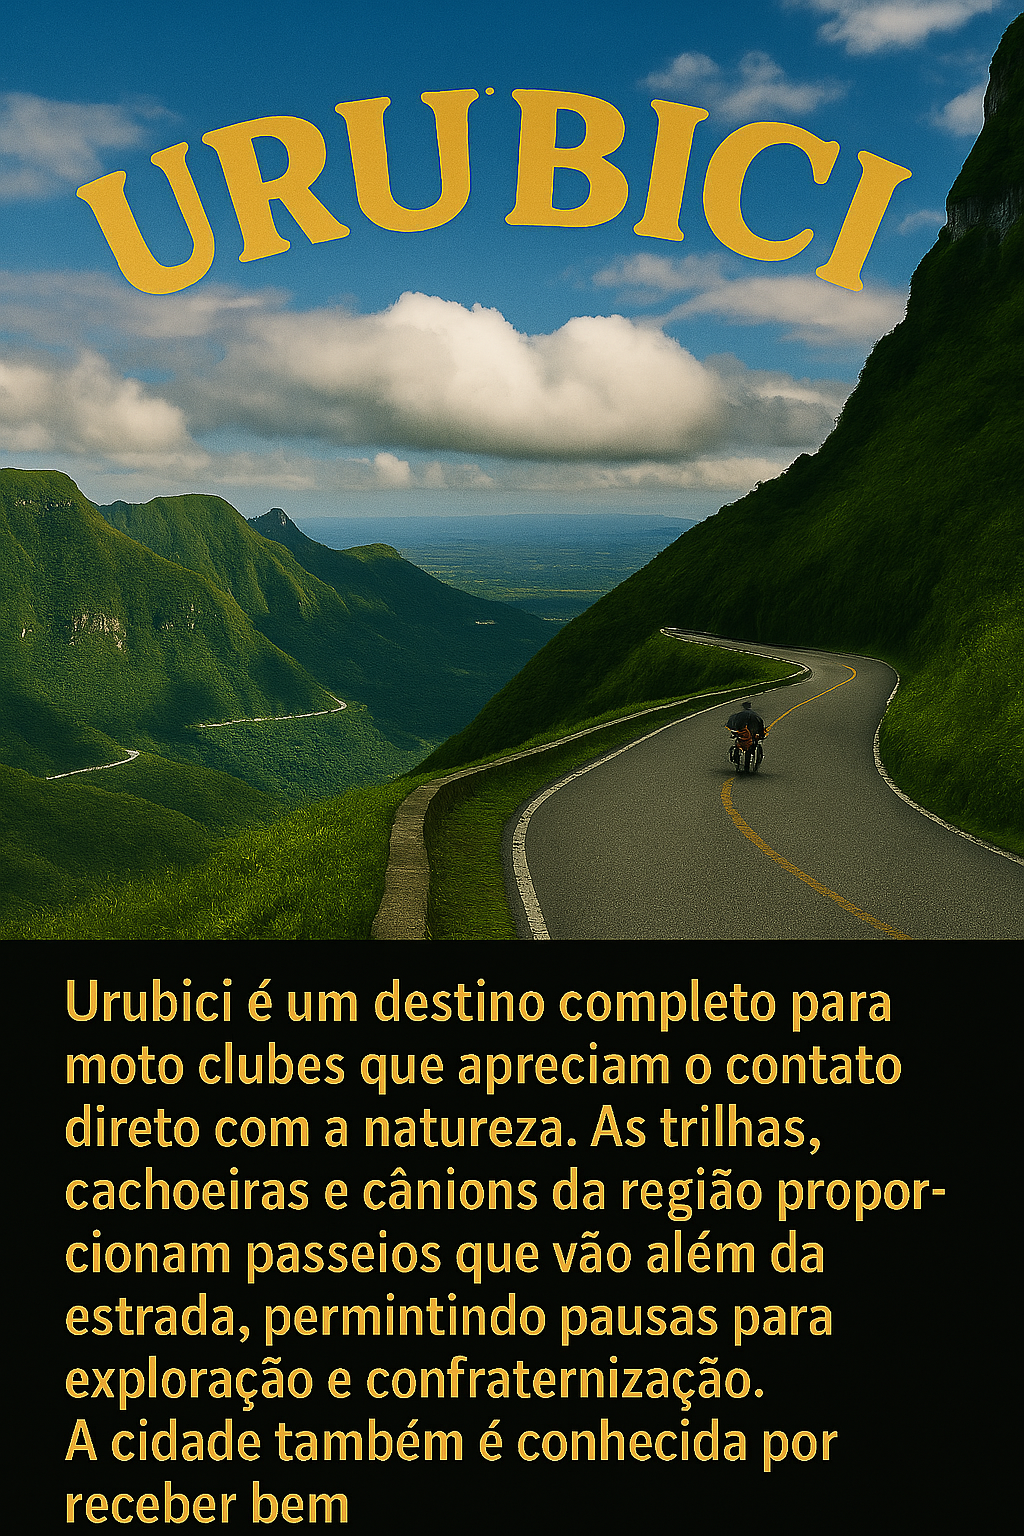 URUBICI
Urubici é um destino completo para
moto clubes que apreciam o contato
direto com a natureza. As trilhas,
cachoeiras e cânions da região propor-
cionam passeios que vão além da
estrada, permintindo pausas para
exploração e confraternização.
A cidade também é conhecida por
receber bem